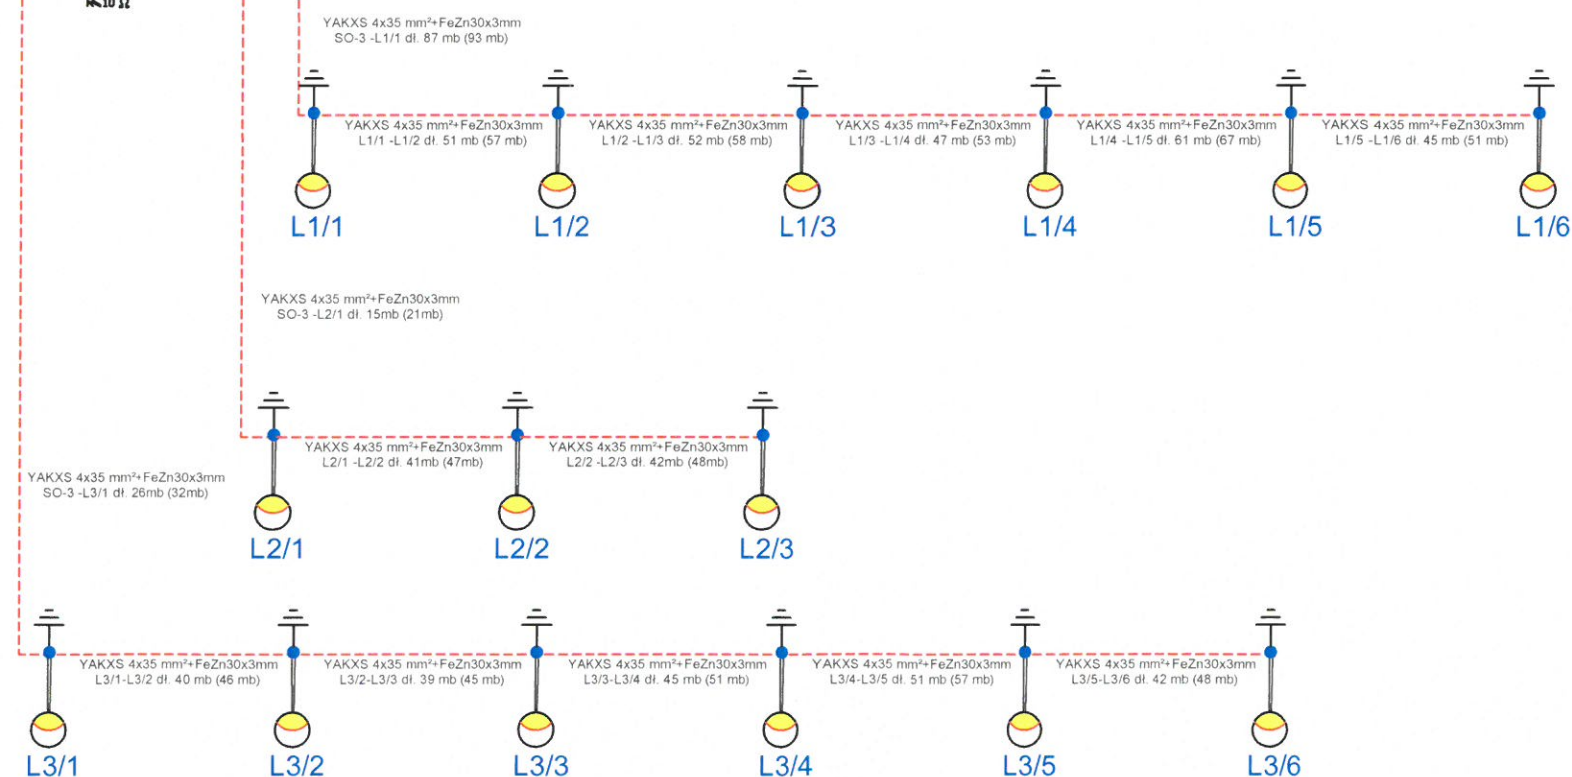 YAKXS 4x35 mm²+FeZn30x3mm
SO-3 -L1/1 dł. 87 mb (93 mb)
YAKXS 4x35 mm²+FeZn30x3mm
L1/1 -L1/2 dł. 51 mb (57 mb)
YAKXS 4x35 mm²+FeZn30x3mm
L1/2 -L1/3 dł. 52 mb (58 mb)
YAKXS 4x35 mm²+FeZn30x3mm
L1/3 -L1/4 dł. 47 mb (53 mb)
YAKXS 4x35 mm²+FeZn30x3mm
L1/4 -L1/5 dł. 61 mb (67 mb)
YAKXS 4x35 mm²+FeZn30x3mm
L1/5 -L1/6 dł. 45 mb (51 mb)
L1/1
L1/2
L1/3
L1/4
L1/5
L1/6
YAKXS 4x35 mm²+FeZn30x3mm
SO-3 -L2/1 dł. 15mb (21mb)
YAKXS 4x35 mm²+FeZn30x3mm
L2/1 -L2/2 dł. 41mb (47mb)
YAKXS 4x35 mm²+FeZn30x3mm
L2/2 -L2/3 dł. 42mb (48mb)
YAKXS 4x35 mm²+FeZn30x3mm
SO-3 -L3/1 dł. 26mb (32mb)
L2/1
L2/2
L2/3
YAKXS 4x35 mm²+FeZn30x3mm
L3/1-L3/2 dł. 40 mb (46 mb)
YAKXS 4x35 mm²+FeZn30x3mm
L3/2-L3/3 dł. 39 mb (45 mb)
YAKXS 4x35 mm²+FeZn30x3mm
L3/3-L3/4 dł. 45 mb (51 mb)
YAKXS 4x35 mm²+FeZn30x3mm
L3/4-L3/5 dł. 51 mb (57 mb)
YAKXS 4x35 mm²+FeZn30x3mm
L3/5-L3/6 dł. 42 mb (48 mb)
L3/1
L3/2
L3/3
L3/4
L3/5
L3/6